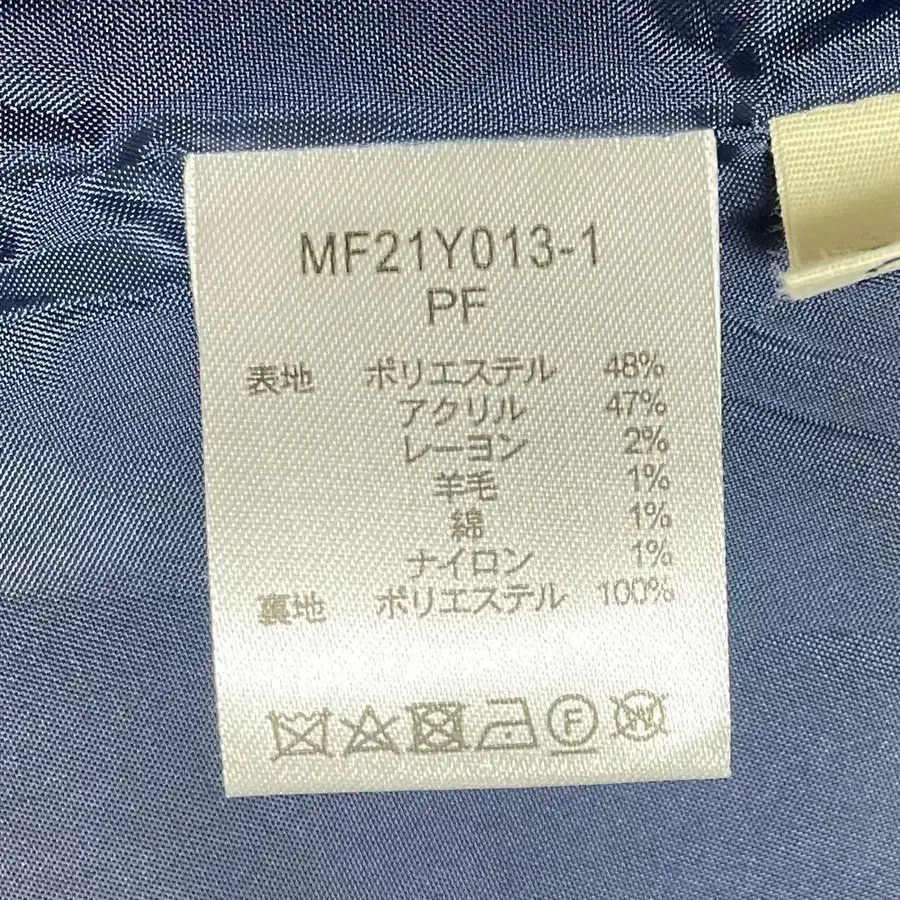 MF21Y013-1
PF
表地 ポリエステル 48%
アクリル 47%
レーヨン 2%
羊毛 1%
綿 1%
ナイロン 1%
裏地 ポリエステル 100%
F W